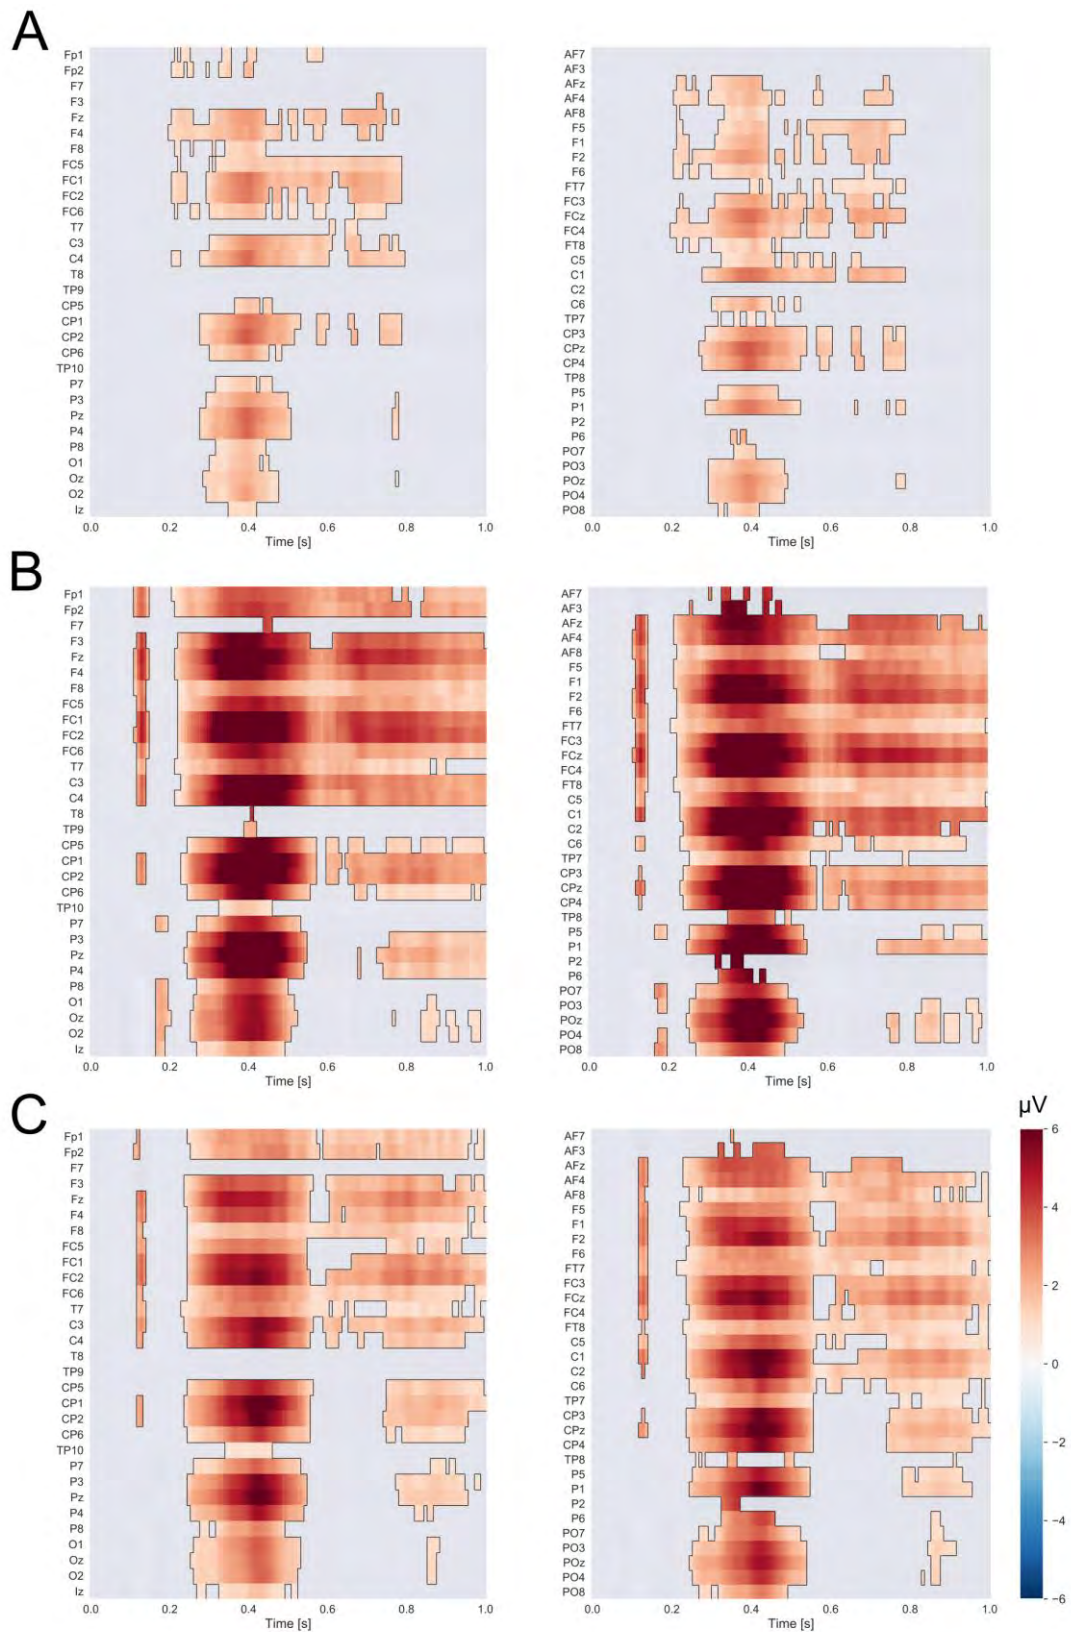 A
Fp1
Fp2
F7
F3
Fz
F4
F8
FC5
FC1
FC2
FC6
T7
C3
C4
T8
TP9
CP5
CP1
CP2
CP6
TP10
P7
P3
Pz
P4
P8
O1
Oz
O2
Iz
0.0 0.2 0.4 0.6 0.8 1.0
Time [s]
AF7
AF3
AFz
AF4
AF8
F5
F1
F2
F6
FT7
FC3
FCz
FC4
FT8
C5
C1
C2
C6
TP7
CP3
CPz
CP4
TP8
P5
P1
P2
P6
PO7
PO3
POz
PO4
PO8
0.0 0.2 0.4 0.6 0.8 1.0
Time [s]
B
Fp1
Fp2
F7
F3
Fz
F4
F8
FC5
FC1
FC2
FC6
T7
C3
C4
T8
TP9
CP5
CP1
CP2
CP6
TP10
P7
P3
Pz
P4
P8
O1
Oz
O2
Iz
0.0 0.2 0.4 0.6 0.8 1.0
Time [s]
AF7
AF3
AFz
AF4
AF8
F5
F1
F2
F6
FT7
FC3
FCz
FC4
FT8
C5
C1
C2
C6
TP7
CP3
CPz
CP4
TP8
P5
P1
P2
P6
PO7
PO3
POz
PO4
PO8
0.0 0.2 0.4 0.6 0.8 1.0
Time [s]
C
Fp1
Fp2
F7
F3
Fz
F4
F8
FC5
FC1
FC2
FC6
T7
C3
C4
T8
TP9
CP5
CP1
CP2
CP6
TP10
P7
P3
Pz
P4
P8
O1
Oz
O2
Iz
0.0 0.2 0.4 0.6 0.8 1.0
Time [s]
AF7
AF3
AFz
AF4
AF8
F5
F1
F2
F6
FT7
FC3
FCz
FC4
FT8
C5
C1
C2
C6
TP7
CP3
CPz
CP4
TP8
P5
P1
P2
P6
PO7
PO3
POz
PO4
PO8
0.0 0.2 0.4 0.6 0.8 1.0
Time [s]
μV
6
4
2
0
−2
−4
−6